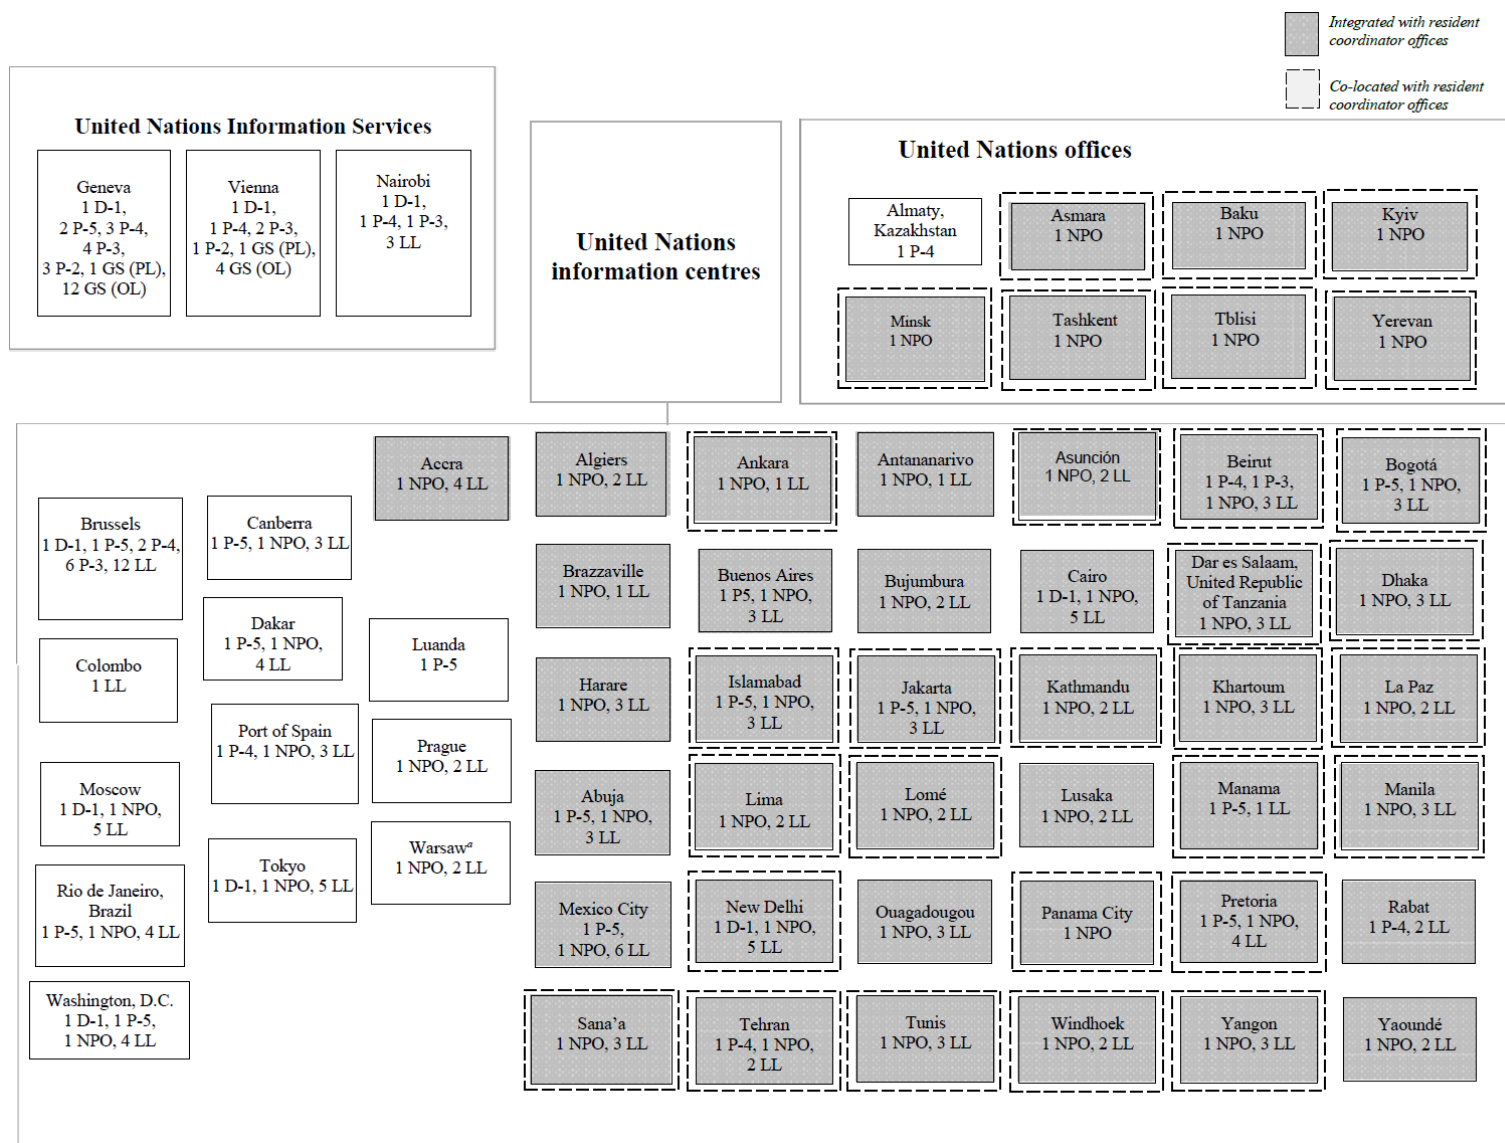 Integrated with resident
coordinator offices
Co-located with resident
coordinator offices
United Nations Information Services
Geneva
1 D-1,
2 P-5, 3 P-4,
4 P-3,
3 P-2, 1 GS (PL),
12 GS (OL)
Vienna
1 D-1,
1 P-4, 2 P-3,
1 P-2, 1 GS (PL),
4 GS (OL)
Nairobi
1 D-1,
1 P-4, 1 P-3,
3 LL
United Nations
information centres
United Nations offices
Almaty,
Kazakhstan
1 P-4
Asmara
1 NPO
Baku
1 NPO
Kyiv
1 NPO
Minsk
1 NPO
Tashkent
1 NPO
Tblisi
1 NPO
Yerevan
1 NPO
Accra
1 NPO, 4 LL
Algiers
1 NPO, 2 LL
Ankara
1 NPO, 1 LL
Antananarivo
1 NPO, 1 LL
Asunción
1 NPO, 2 LL
Beirut
1 P-4, 1 P-3,
1 NPO, 3 LL
Bogotá
1 P-5, 1 NPO,
3 LL
Brussels
1 D-1, 1 P-5, 2 P-4,
6 P-3, 12 LL
Canberra
1 P-5, 1 NPO, 3 LL
Brazzaville
1 NPO, 1 LL
Buenos Aires
1 P5, 1 NPO,
3 LL
Bujumbura
1 NPO, 2 LL
Cairo
1 D-1, 1 NPO,
5 LL
Dar es Salaam,
United Republic
of Tanzania
1 NPO, 3 LL
Dhaka
1 NPO, 3 LL
Dakar
1 P-5, 1 NPO,
4 LL
Luanda
1 P-5
Colombo
1 LL
Harare
1 NPO, 3 LL
Islamabad
1 P-5, 1 NPO,
3 LL
Jakarta
1 P-5, 1 NPO,
3 LL
Kathmandu
1 NPO, 2 LL
Khartoum
1 NPO, 3 LL
La Paz
1 NPO, 2 LL
Port of Spain
1 P-4, 1 NPO, 3 LL
Prague
1 NPO, 2 LL
Moscow
1 D-1, 1 NPO,
5 LL
Abuja
1 P-5, 1 NPO,
3 LL
Lima
1 NPO, 2 LL
Lomé
1 NPO, 2 LL
Lusaka
1 NPO, 2 LL
Manama
1 P-5, 1 LL
Manila
1 NPO, 3 LL
Tokyo
1 D-1, 1 NPO, 5 LL
Warsawᵃ
1 NPO, 2 LL
Rio de Janeiro,
Brazil
1 P-5, 1 NPO, 4 LL
Mexico City
1 P-5,
1 NPO, 6 LL
New Delhi
1 D-1, 1 NPO,
5 LL
Ouagadougou
1 NPO, 3 LL
Panama City
1 NPO
Pretoria
1 P-5, 1 NPO,
4 LL
Rabat
1 P-4, 2 LL
Washington, D.C.
1 D-1, 1 P-5,
1 NPO, 4 LL
Sana’a
1 NPO, 3 LL
Tehran
1 P-4, 1 NPO,
2 LL
Tunis
1 NPO, 3 LL
Windhoek
1 NPO, 2 LL
Yangon
1 NPO, 3 LL
Yaoundé
1 NPO, 2 LL